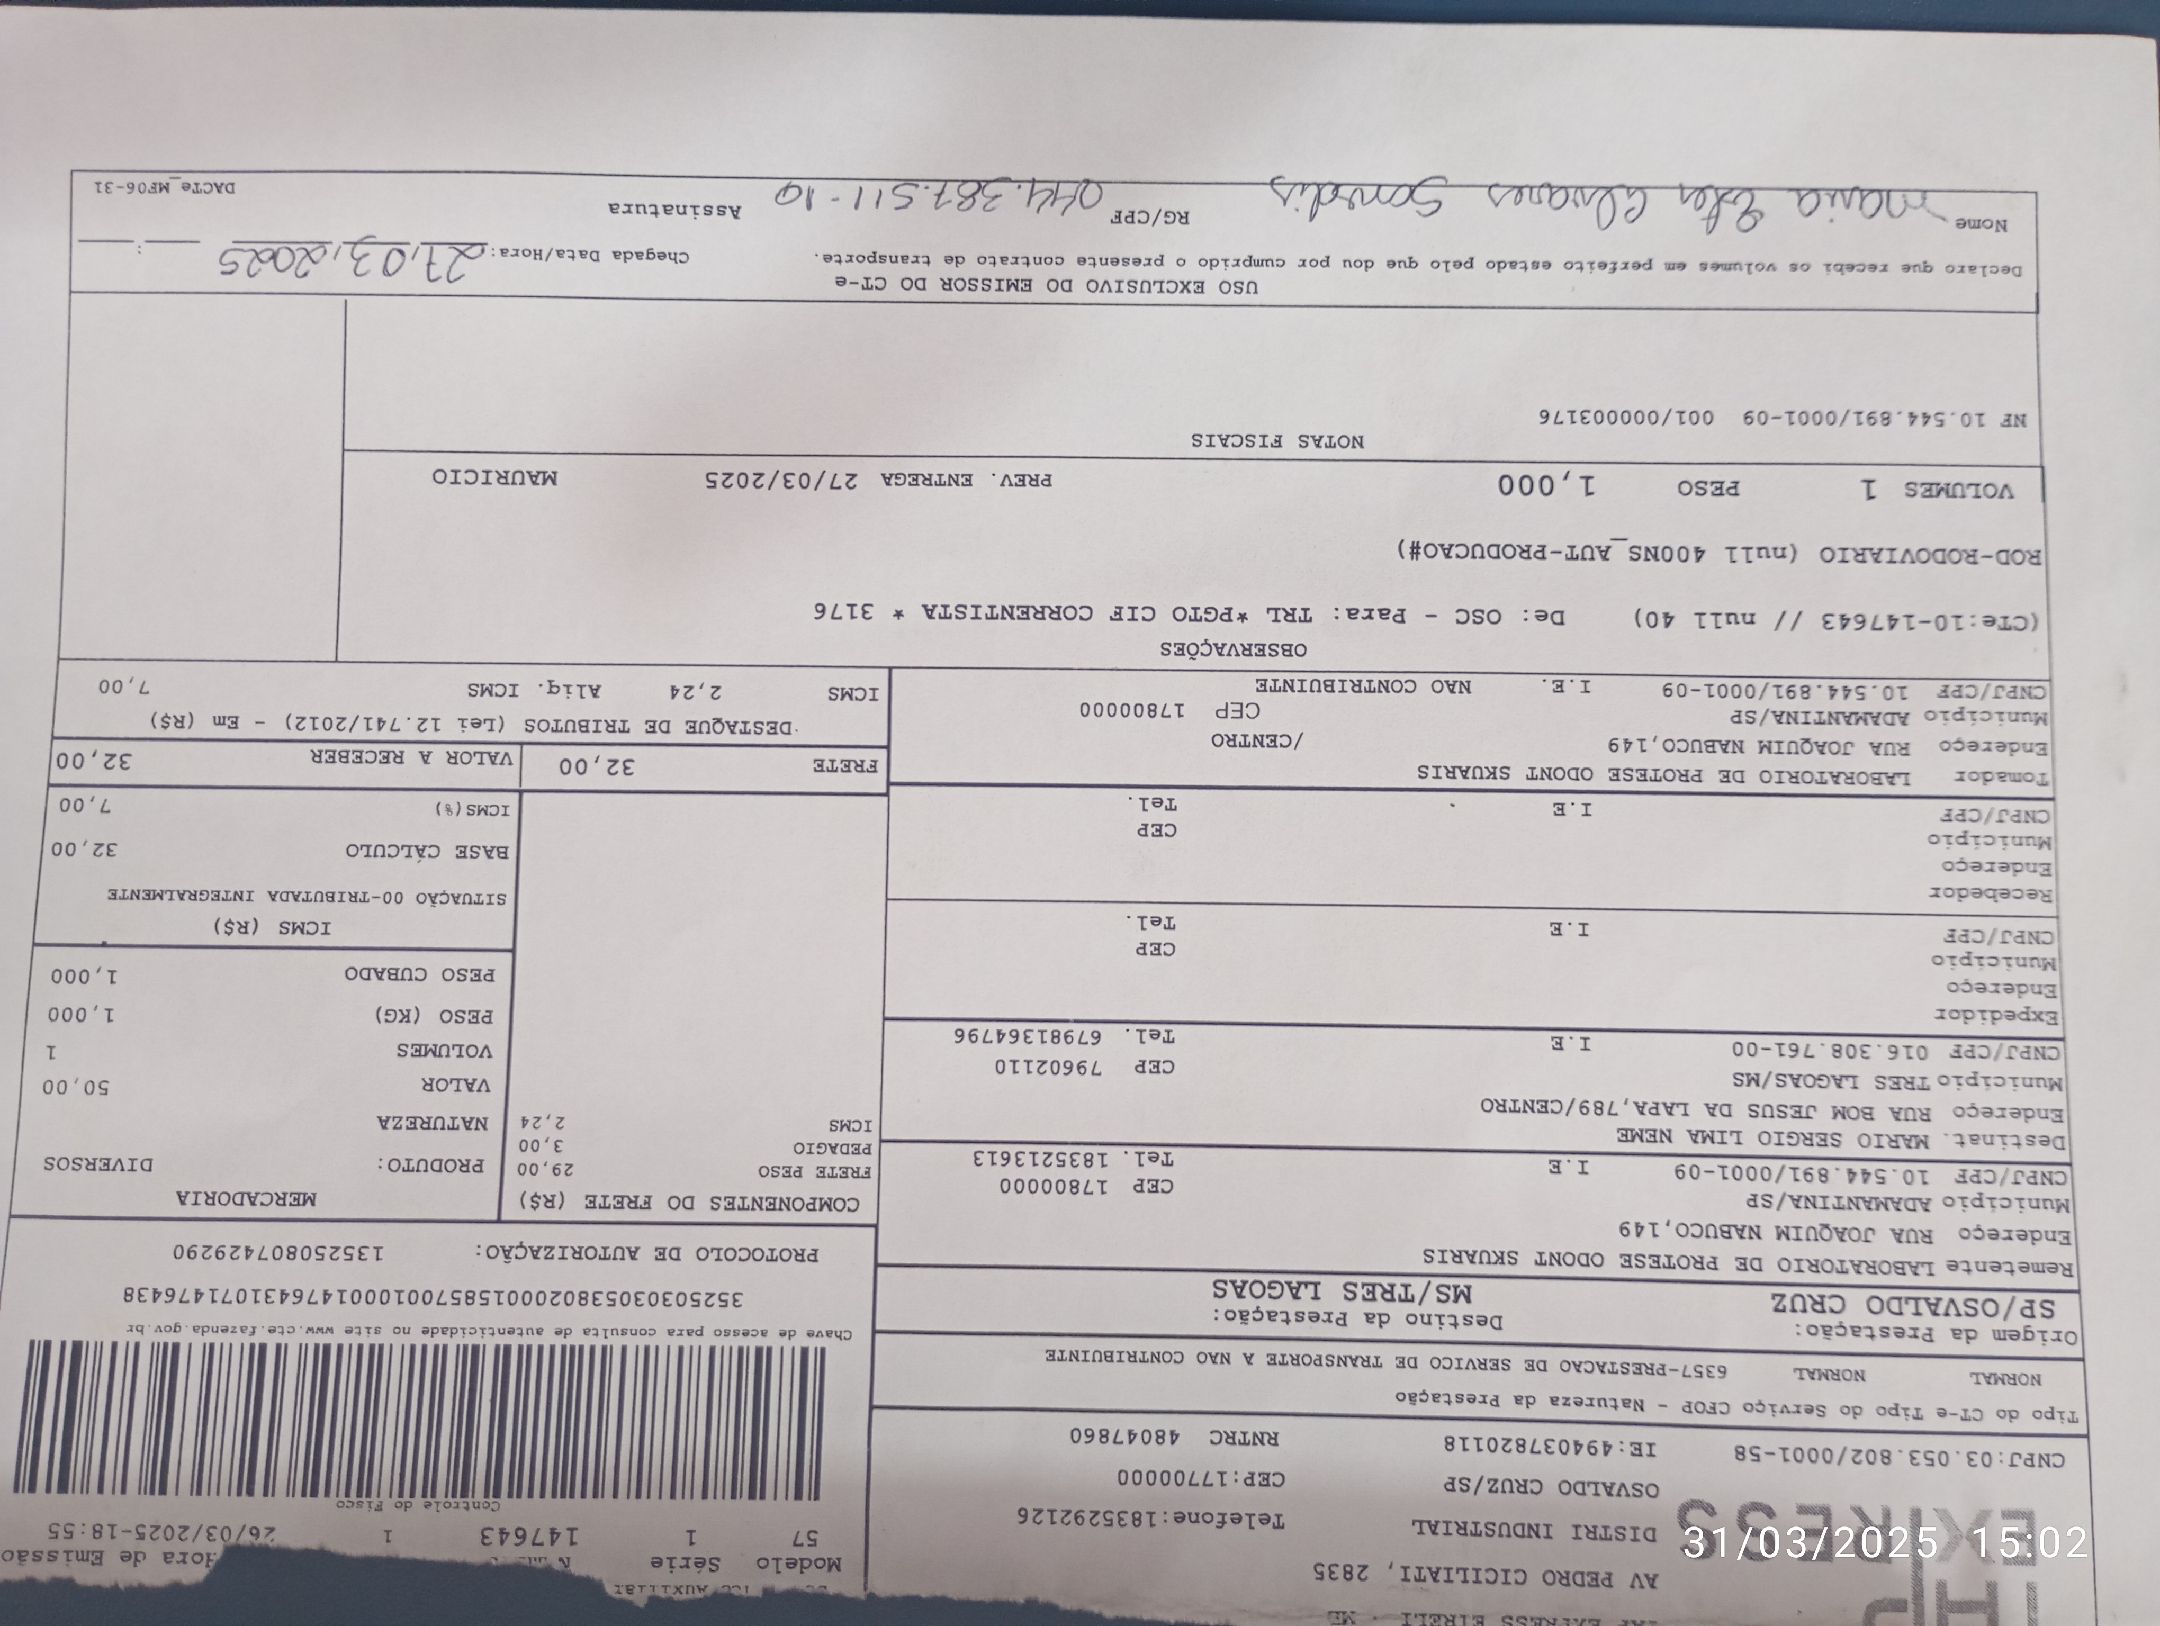 EIRELI - ME
AV PEDRO CICILIATI, 2835
DISTRI INDUSTRIAL Telefone:1835292126
OSVALDO CRUZ/SP CEP:17700000
CNPJ:03.053.802/0001-58 IE:494037820118 RNTRC 48047860
Modelo Série Hora de Emissão
57 1 147643 1 26/03/2025-18:55
Controle do Fisco
Chave de acesso para consulta de autenticidade no site www.cte.fazenda.gov.br
35250303053802000158570010001476431071476438
PROTOCOLO DE AUTORIZAÇÃO: 135250807429290
Tipo do CT-e Tipo do Serviço CFOP - Natureza da Prestação
NORMAL NORMAL 6357-PRESTACAO DE SERVICO DE TRANSPORTE A NAO CONTRIBUINTE
Origem da Prestação: Destino da Prestação:
SP/OSVALDO CRUZ MS/TRES LAGOAS
Remetente LABORATORIO DE PROTESE ODONT SKUARIS
Endereço RUA JOAQUIM NABUCO,149
Município ADAMANTINA/SP CEP 17800000
CNPJ/CPF 10.544.891/0001-09 I.E Tel. 1835213613
Destinat. MARIO SERGIO LIMA NEME
Endereço RUA BOM JESUS DA LAPA,789/CENTRO
Município TRES LAGOAS/MS CEP 79602110
CNPJ/CPF 016.308.761-00 I.E Tel. 67981364796
Expedidor
Endereço
Município CEP
CNPJ/CPF I.E Tel.
Recebedor
Endereço
Município CEP
CNPJ/CPF I.E Tel.
Tomador LABORATORIO DE PROTESE ODONT SKUARIS
Endereço RUA JOAQUIM NABUCO,149 /CENTRO
Município ADAMANTINA/SP CEP 17800000
CNPJ/CPF 10.544.891/0001-09 I.E. NAO CONTRIBUINTE
COMPONENTES DO FRETE (R$)
FRETE PESO 29,00
PEDAGIO 3,00
ICMS 2,24
MERCADORIA
PRODUTO: DIVERSOS
NATUREZA
VALOR 50,00
VOLUMES 1
PESO (KG) 1,000
PESO CUBADO 1,000
ICMS (R$)
SITUAÇÃO 00-TRIBUTADA INTEGRALMENTE
BASE CÁLCULO 32,00
ICMS(%) 7,00
FRETE 32,00 VALOR A RECEBER 32,00
DESTAQUE DE TRIBUTOS (Lei 12.741/2012) - Em (R$)
ICMS 2,24 Aliq. ICMS 7,00
OBSERVAÇÕES
(CTe:10-147643 // null 40) De: OSC - Para: TRL *PGTO CIF CORRENTISTA * 3176
ROD-RODOVIARIO (null 400NS_AUT-PRODUCAO#)
VOLUMES 1 PESO 1,000 PREV. ENTREGA 27/03/2025 MAURICIO
NOTAS FISCAIS
NF 10.544.891/0001-09 001/000003176
USO EXCLUSIVO DO EMISSOR DO CT-e
Declaro que recebi os volumes em perfeito estado pelo que dou por cumprido o presente contrato de transporte. Chegada Data/Hora: 27/03/2025 __:__
Nome Maria Ester RG/CPF 044.387.511-10 Assinatura
DACTe_MF06-31
31/03/2025 15:02